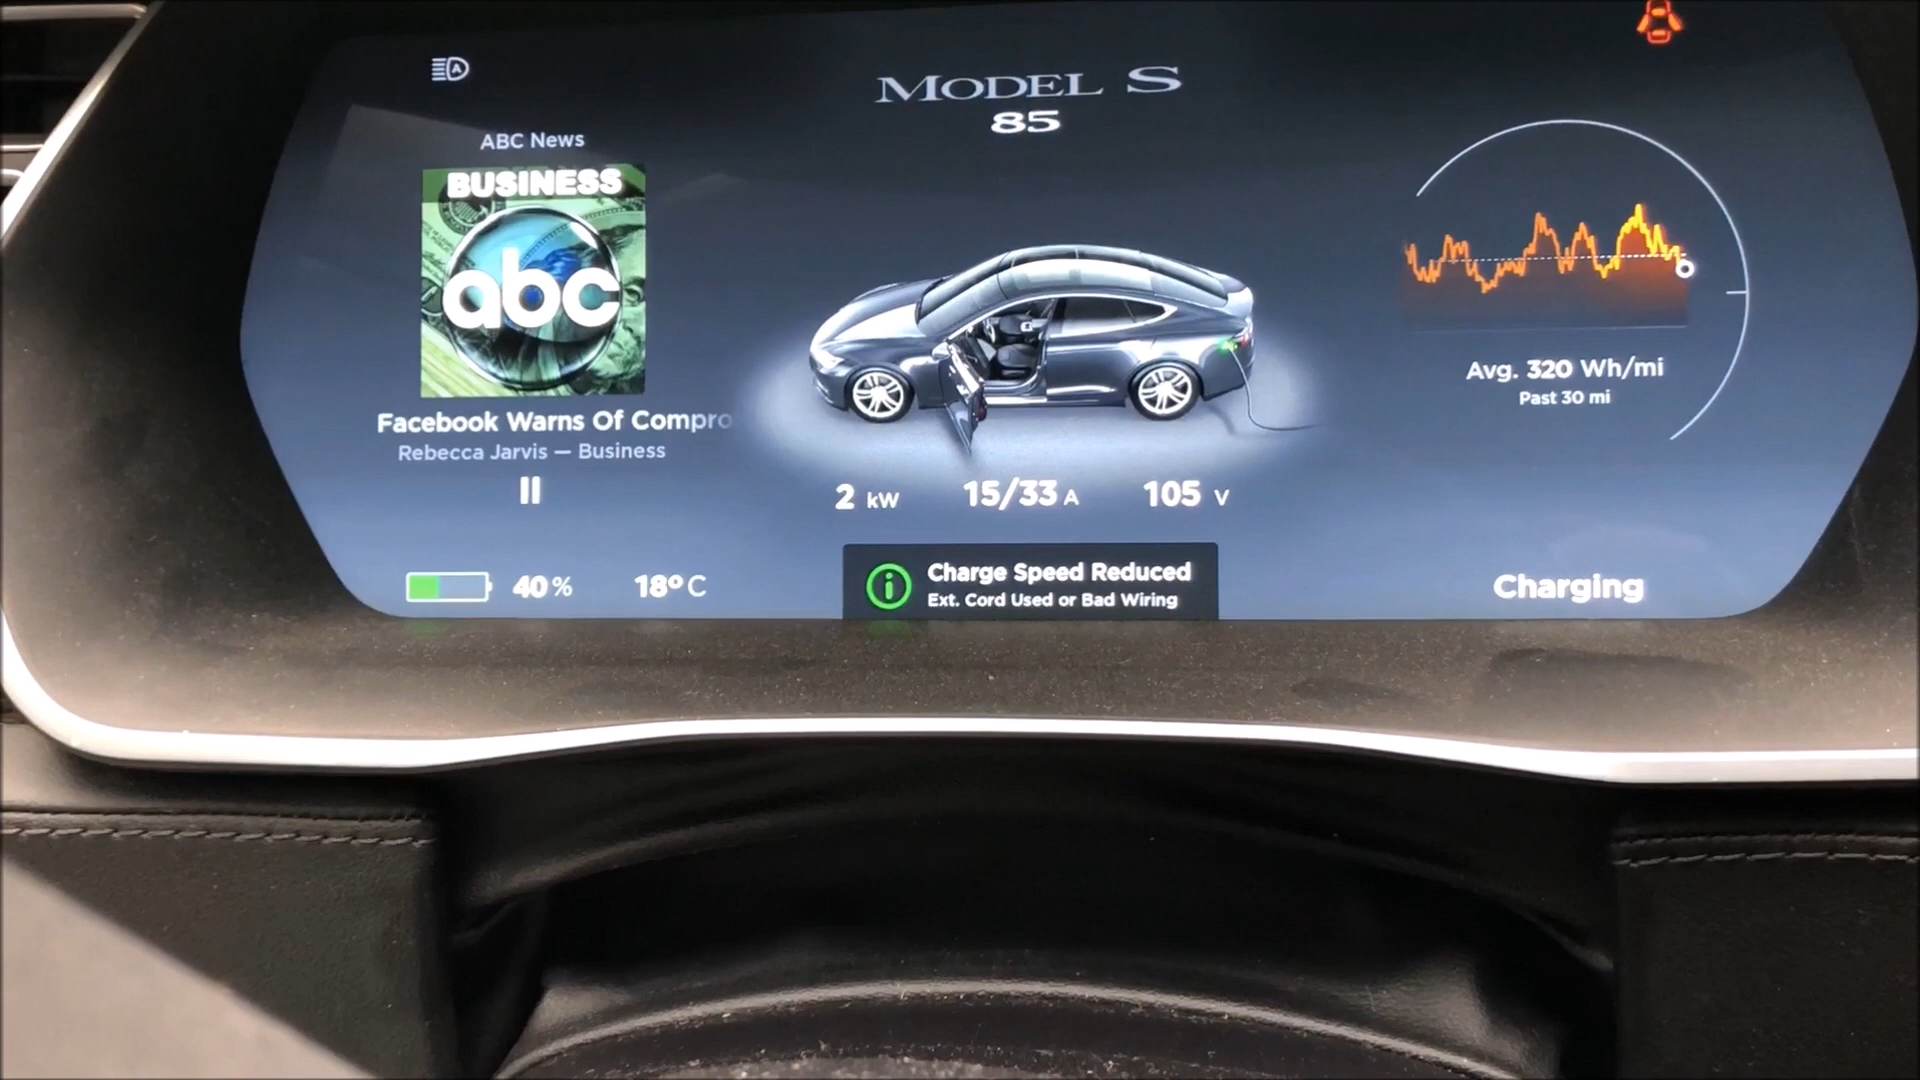 MODEL S
85
ABC News
BUSINESS
abc
Facebook Warns Of Compro
Rebecca Jarvis — Business
Avg. 320 Wh/mi
Past 30 mi
2 kW 15/33 A 105 V
40 % 18° C
Charge Speed Reduced
Ext. Cord Used or Bad Wiring
Charging